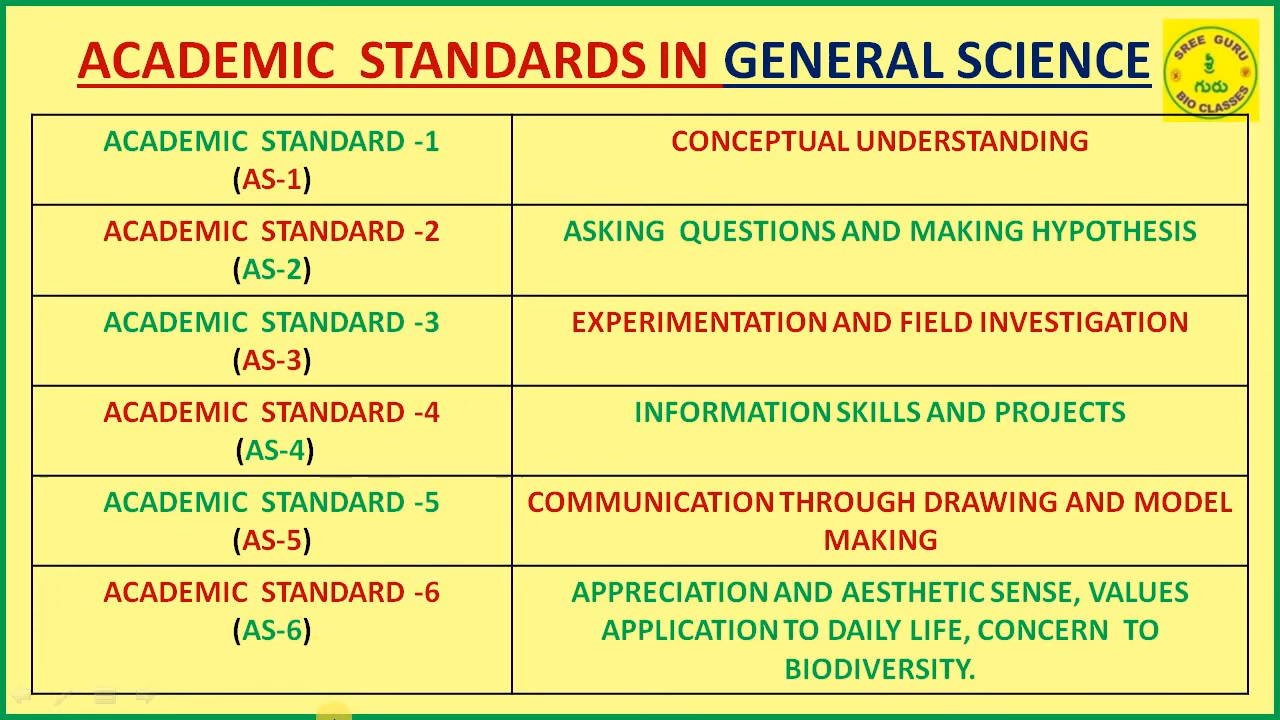 ACADEMIC STANDARDS IN GENERAL SCIENCE
SREE GURU
శ్రీ
గురు
BIO CLASSES
ACADEMIC STANDARD -1
(AS-1)
CONCEPTUAL UNDERSTANDING
ACADEMIC STANDARD -2
(AS-2)
ASKING QUESTIONS AND MAKING HYPOTHESIS
ACADEMIC STANDARD -3
(AS-3)
EXPERIMENTATION AND FIELD INVESTIGATION
ACADEMIC STANDARD -4
(AS-4)
INFORMATION SKILLS AND PROJECTS
ACADEMIC STANDARD -5
(AS-5)
COMMUNICATION THROUGH DRAWING AND MODEL
MAKING
ACADEMIC STANDARD -6
(AS-6)
APPRECIATION AND AESTHETIC SENSE, VALUES
APPLICATION TO DAILY LIFE, CONCERN TO
BIODIVERSITY.